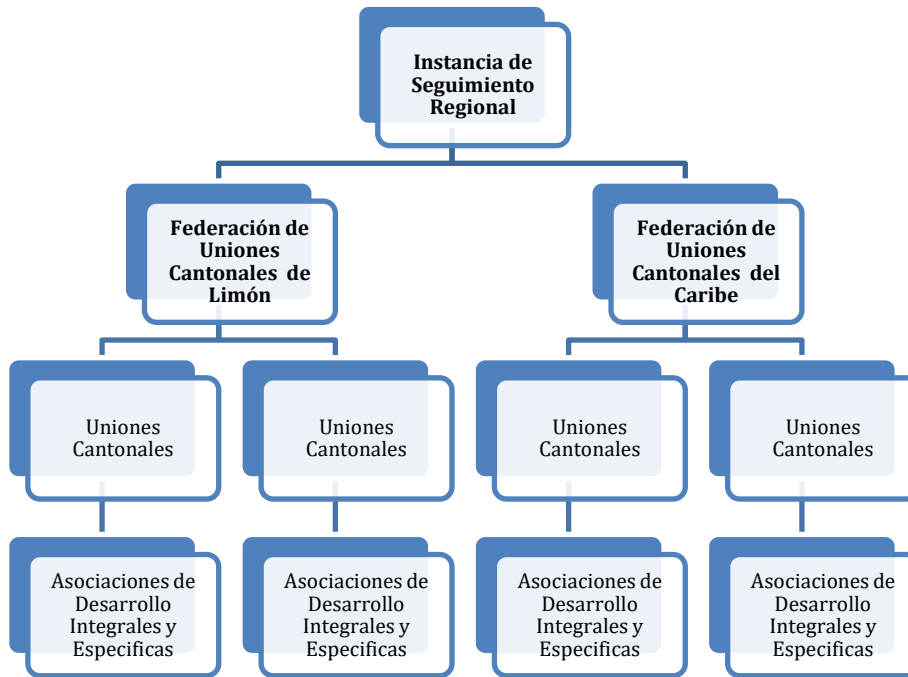 Instancia de
Seguimiento
Regional
Federación de
Uniones
Cantonales de
Limón
Federación de
Uniones
Cantonales del
Caribe
Uniones
Cantonales
Uniones
Cantonales
Uniones
Cantonales
Uniones
Cantonales
Asociaciones de
Desarrollo
Integrales y
Especificas
Asociaciones de
Desarrollo
Integrales y
Especificas
Asociaciones de
Desarrollo
Integrales y
Especificas
Asociaciones de
Desarrollo
Integrales y
Especificas